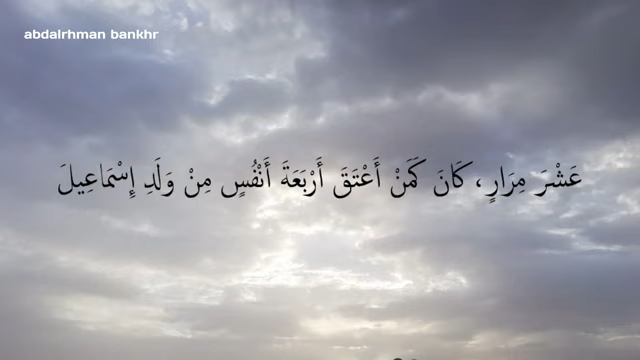 abdalrhman bankhr
عَشْرَ مِرَارٍ، كَانَ كَمَنْ أَعْتَقَ أَرْبَعَةَ أَنْفُسٍ مِنْ وَلَدِ إِسْمَاعِيلَ